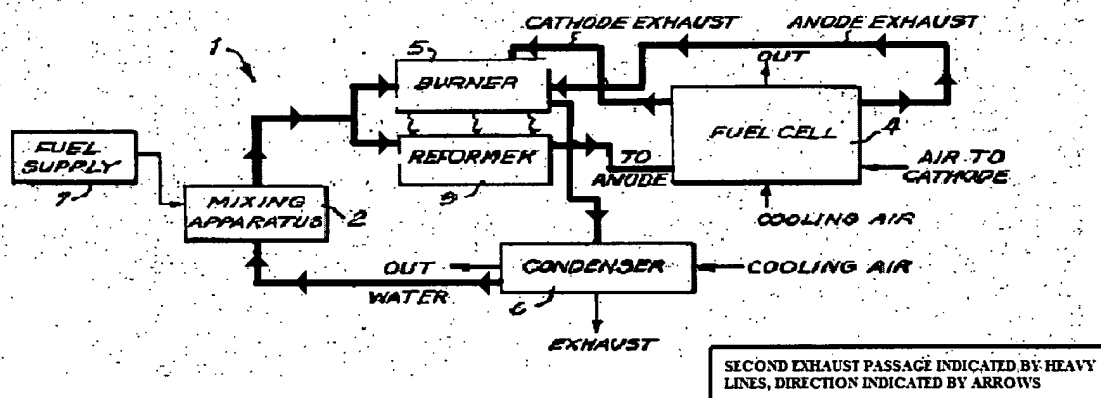 CATHODE EXHAUST
ANODE EXHAUST
1
5
OUT
BURNER
FUEL CELL
4
FUEL
SUPPLY
7
REFORMER
TO
ANODE
AIR TO
CATHODE
MIXING
APPARATUS
2
COOLING AIR
OUT
CONDENSER
COOLING AIR
WATER
6
EXHAUST
SECOND EXHAUST PASSAGE INDICATED BY HEAVY
LINES, DIRECTION INDICATED BY ARROWS